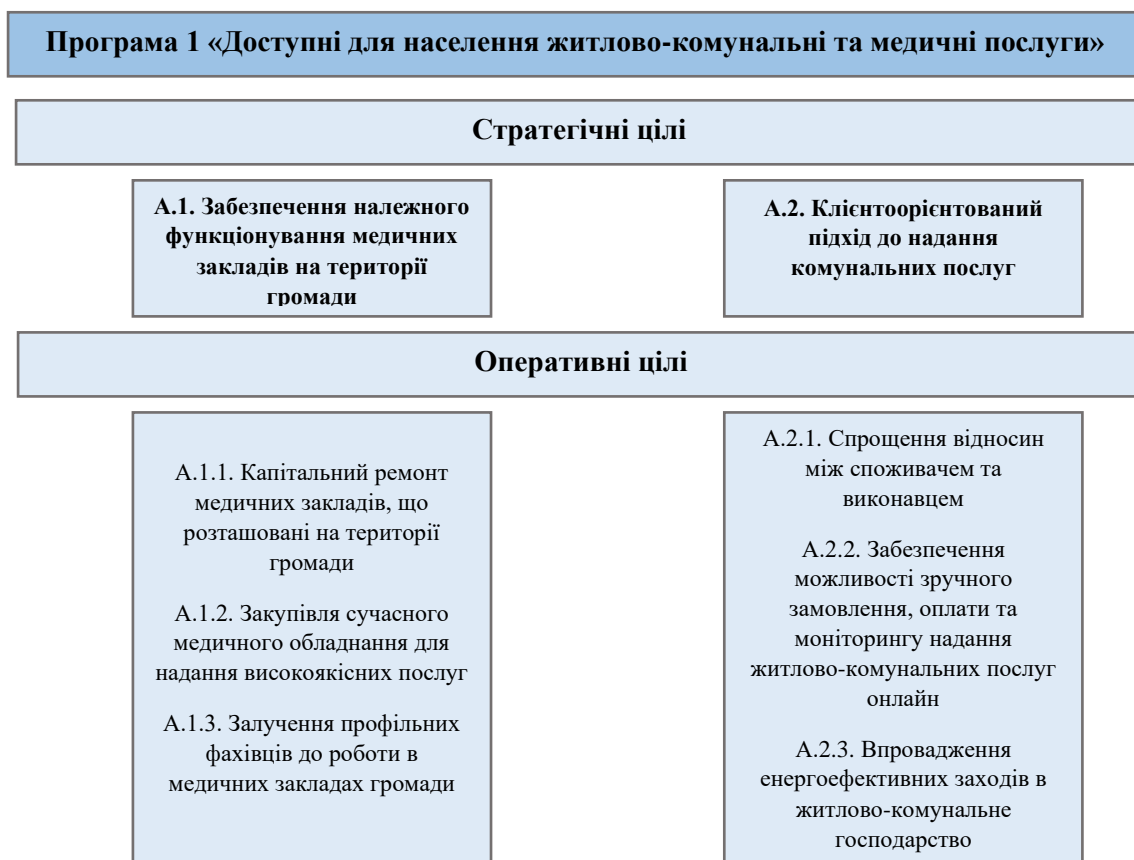 Програма 1 «Доступні для населення житлово-комунальні та медичні послуги»
Стратегічні цілі
А.1. Забезпечення належного
функціонування медичних
закладів на території
громади
А.2. Клієнтоорієнтований
підхід до надання
комунальних послуг
Оперативні цілі
А.1.1. Капітальний ремонт
медичних закладів, що
розташовані на території
громади
А.1.2. Закупівля сучасного
медичного обладнання для
надання високоякісних послуг
А.1.3. Залучення профільних
фахівців до роботи в
медичних закладах громади
А.2.1. Спрощення відносин
між споживачем та
виконавцем
А.2.2. Забезпечення
можливості зручного
замовлення, оплати та
моніторингу надання
житлово-комунальних послуг
онлайн
А.2.3. Впровадження
енергоефективних заходів в
житлово-комунальне
господарство